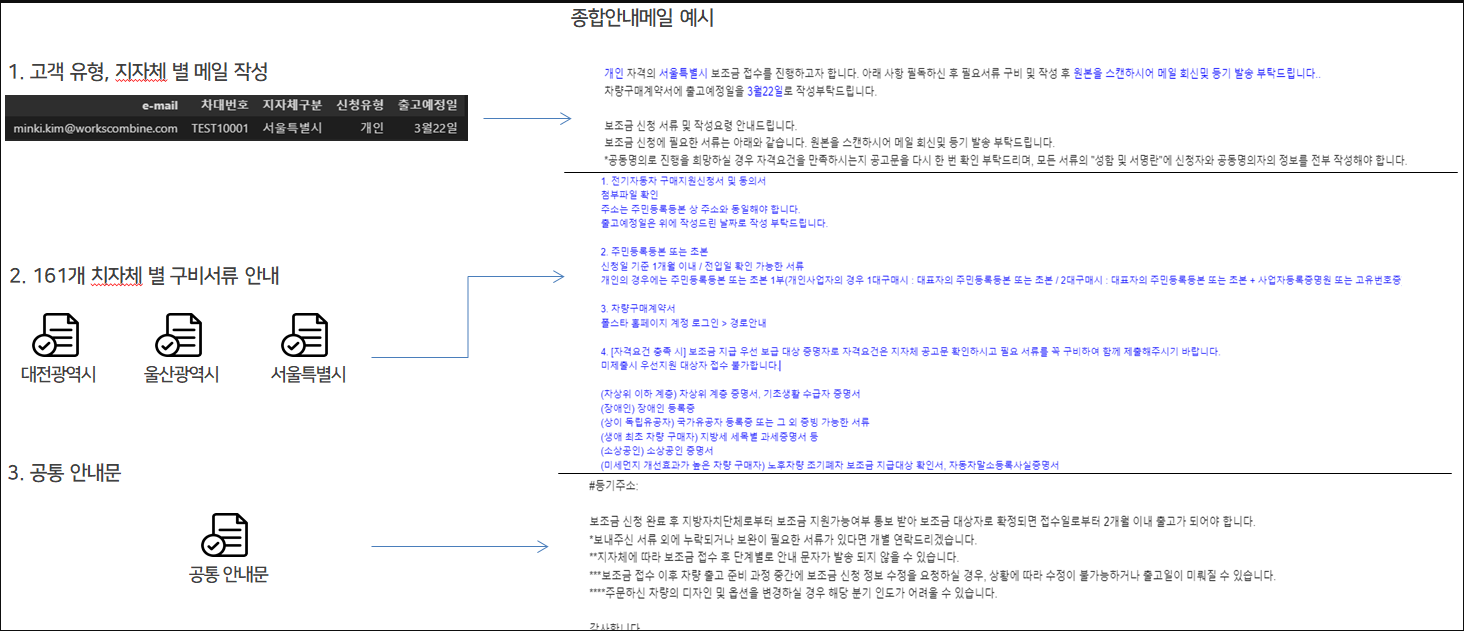 종합안내메일 예시
1. 고객 유형, 지자체 별 메일 작성
e-mail 차대번호 지자체구분 신청유형 출고예정일
minki.kim@workscombine.com TEST10001 서울특별시 개인 3월22일
개인 자격의 서울특별시 보조금 접수를 진행하고자 합니다. 아래 사항 필독하신 후 필요서류 구비 및 작성 후 원본을 스캔하시어 메일 회신및 등기 발송 부탁드립니다..
차량구매계약서에 출고예정일을 3월22일로 작성부탁드립니다.
보조금 신청 서류 및 작성요령 안내드립니다.
보조금 신청에 필요한 서류는 아래와 같습니다. 원본을 스캔하시어 메일 회신및 등기 발송 부탁드립니다.
*공동명의로 진행을 희망하실 경우 자격요건을 만족하시는지 공고문을 다시 한 번 확인 부탁드리며, 모든 서류의 "성함 및 서명란"에 신청자와 공동명의자의 정보를 전부 작성해야 합니다.
1. 전기자동차 구매지원신청서 및 동의서
첨부파일 확인
주소는 주민등록등본 상 주소와 동일해야 합니다.
출고예정일은 위에 작성드린 날짜로 작성 부탁드립니다.
2. 161개 치자체 별 구비서류 안내
대전광역시 울산광역시 서울특별시
2. 주민등록등본 또는 초본
신청일 기준 1개월 이내 / 전입일 확인 가능한 서류
개인의 경우에는 주민등록등본 또는 초본 1부(개인사업자의 경우 1대구매시 : 대표자의 주민등록등본 또는 초본 / 2대구매시 : 대표자의 주민등록등본 또는 초본 + 사업자등록증명원 또는 고유번호증
3. 차량구매계약서
폴스타 홈페이지 계정 로그인 > 경로안내
4. [자격요건 충족 시] 보조금 지급 우선 보급 대상 증명자로 자격요건은 지자체 공고문 확인하시고 필요 서류를 꼭 구비하여 함께 제출해주시기 바랍니다.
미제출시 우선지원 대상자 접수 불가합니다.
(차상위 이하 계층) 차상위 계층 증명서, 기초생활 수급자 증명서
(장애인) 장애인 등록증
(상이 독립유공자) 국가유공자 등록증 또는 그 외 증빙 가능한 서류
(생애 최초 차량 구매자) 지방세 세목별 과세증명서 등
(소상공인) 소상공인 증명서
(미세먼지 개선효과가 높은 차량 구매자) 노후차량 조기폐차 보조금 지급대상 확인서, 자동차말소등록사실증명서
3. 공통 안내문
공통 안내문
#등기주소:
보조금 신청 완료 후 지방자치단체로부터 보조금 지원가능여부 통보 받아 보조금 대상자로 확정되면 접수일로부터 2개월 이내 출고가 되어야 합니다.
*보내주신 서류 외에 누락되거나 보완이 필요한 서류가 있다면 개별 연락드리겠습니다.
**지자체에 따라 보조금 접수 후 단계별로 안내 문자가 발송 되지 않을 수 있습니다.
***보조금 접수 이후 차량 출고 준비 과정 중간에 보조금 신청 정보 수정을 요청하실 경우, 상황에 따라 수정이 불가능하거나 출고일이 미뤄질 수 있습니다.
****주문하신 차량의 디자인 및 옵션을 변경하실 경우 해당 분기 인도가 어려울 수 있습니다.
감사합니다